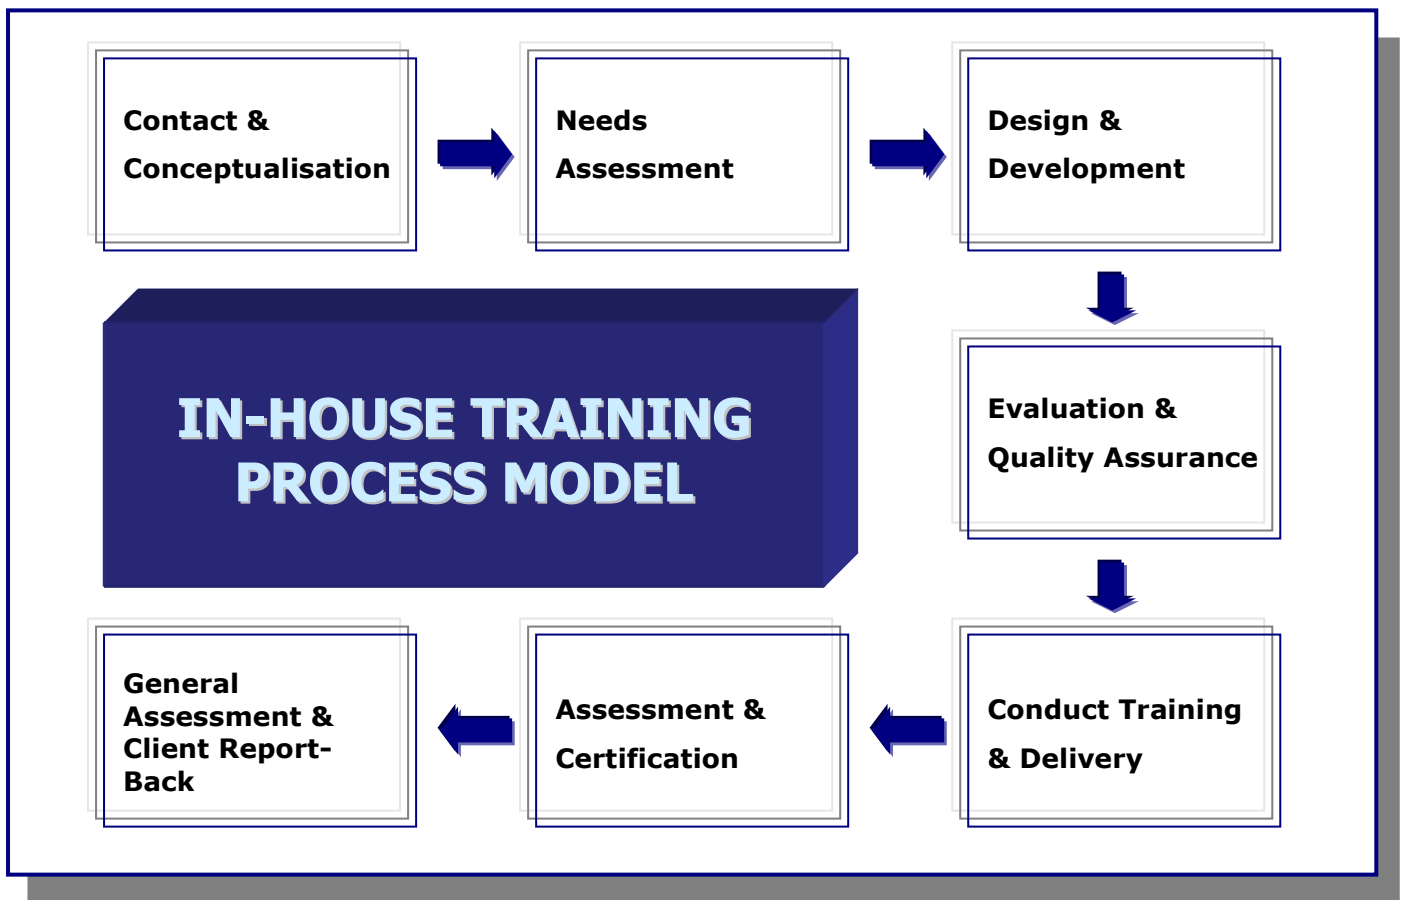 Contact &
Conceptualisation
Needs
Assessment
Design &
Development
IN-HOUSE TRAINING
PROCESS MODEL
Evaluation &
Quality Assurance
General
Assessment &
Client Report-
Back
Assessment &
Certification
Conduct Training
& Delivery